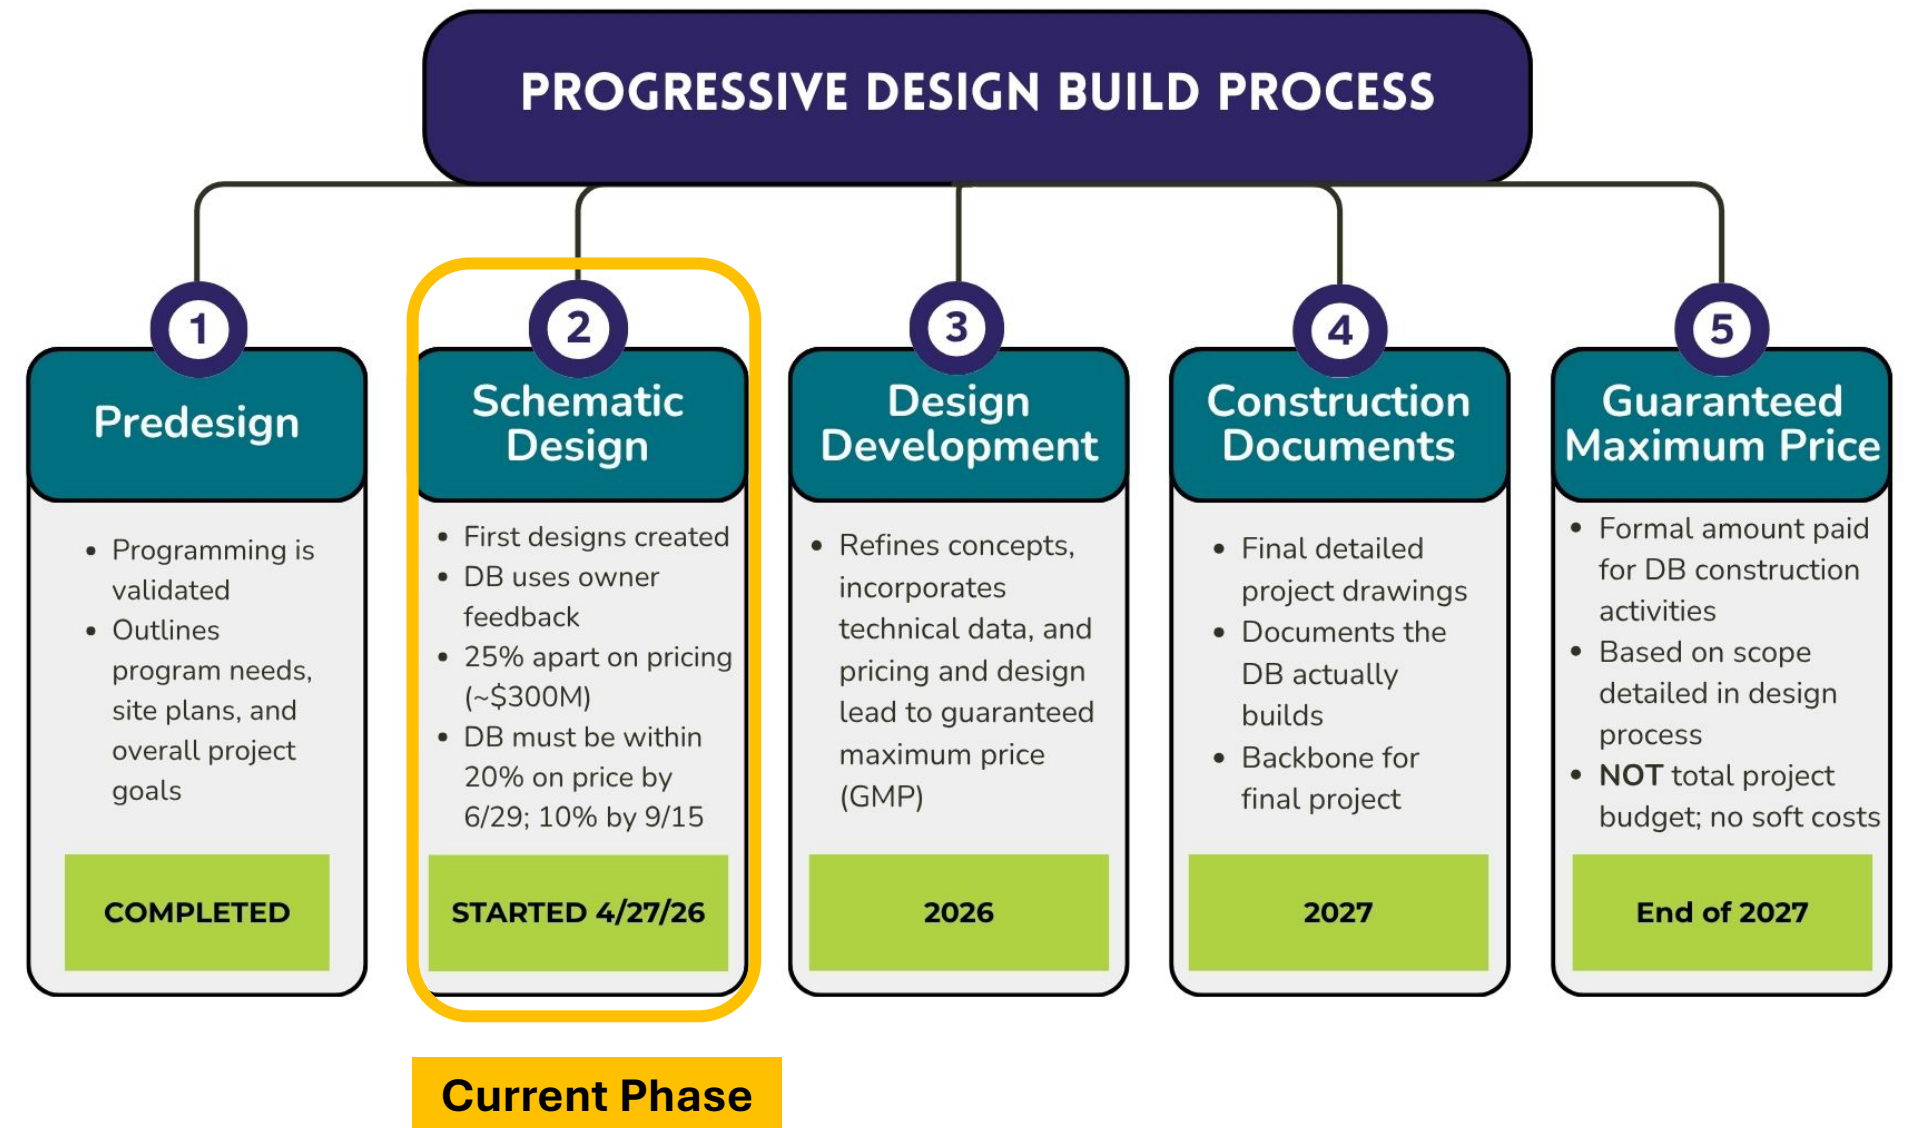 PROGRESSIVE DESIGN BUILD PROCESS
1
Predesign
• Programming is
validated
• Outlines
program needs,
site plans, and
overall project
goals
COMPLETED
2
Schematic
Design
• First designs created
• DB uses owner
feedback
• 25% apart on pricing
(~$300M)
• DB must be within
20% on price by
6/29; 10% by 9/15
STARTED 4/27/26
3
Design
Development
• Refines concepts,
incorporates
technical data, and
pricing and design
lead to guaranteed
maximum price
(GMP)
2026
4
Construction
Documents
• Final detailed
project drawings
• Documents the
DB actually
builds
• Backbone for
final project
2027
5
Guaranteed
Maximum Price
• Formal amount paid
for DB construction
activities
• Based on scope
detailed in design
process
• NOT total project
budget; no soft costs
End of 2027
Current Phase